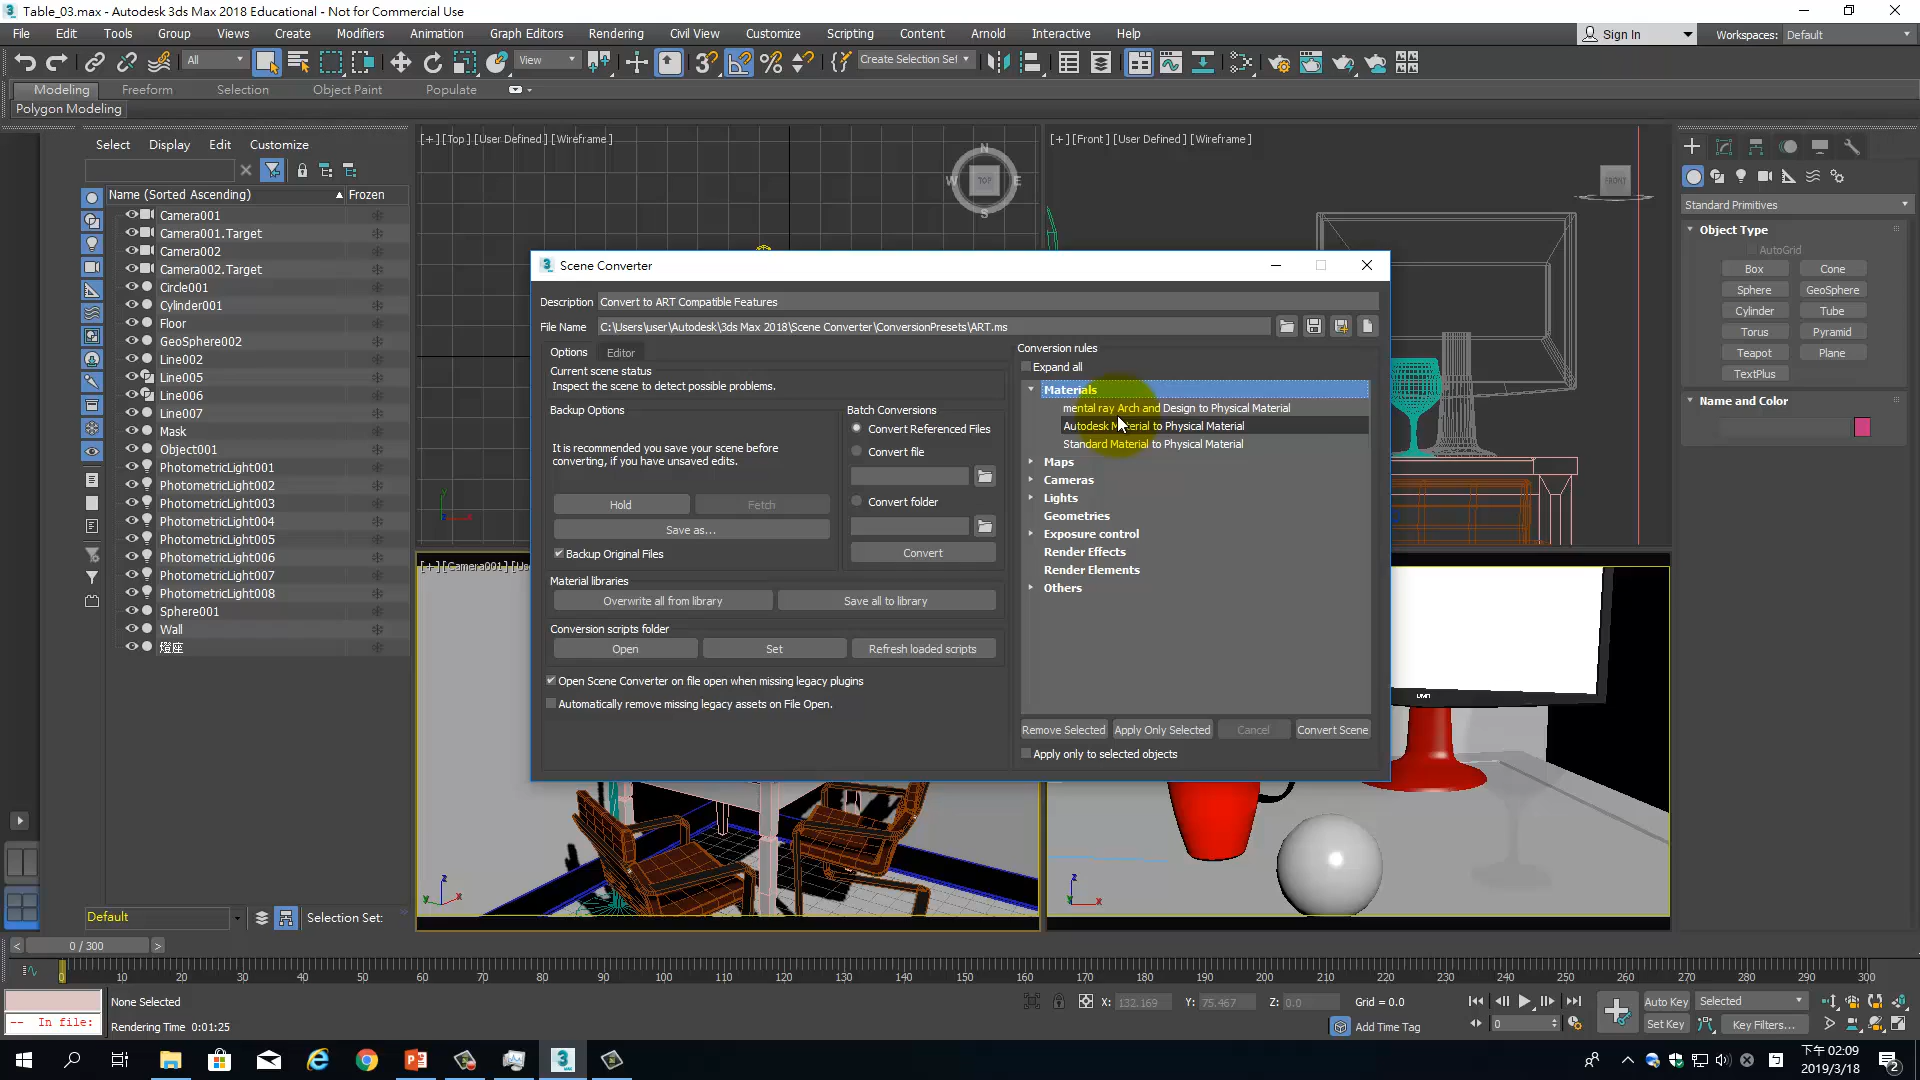 Table_03.max - Autodesk 3ds Max 2018 Educational - Not for Commercial Use
File Edit Tools Group Views Create Modifiers Animation Graph Editors Rendering Civil View Customize Scripting Content Arnold Interactive Help
Sign In Workspaces: Default
All View Create Selection Set
Modeling Freeform Selection Object Paint Populate
Polygon Modeling
Select Display Edit Customize
Name (Sorted Ascending) Frozen
Camera001
Camera001.Target
Camera002
Camera002.Target
Circle001
Cylinder001
Floor
GeoSphere002
Line002
Line005
Line006
Line007
Mask
Object001
PhotometricLight001
PhotometricLight002
PhotometricLight003
PhotometricLight004
PhotometricLight005
PhotometricLight006
PhotometricLight007
PhotometricLight008
Sphere001
Wall
燈座
Default Selection Set:
[+] [Top] [User Defined] [Wireframe]
N
W TOP E
S
[+] [Front] [User Defined] [Wireframe]
FRONT
[+] [Camera001]
Scene Converter
Description Convert to ART Compatible Features
File Name C:\Users\user\Autodesk\3ds Max 2018\Scene Converter\ConversionPresets\ART.ms
Options Editor
Current scene status
Inspect the scene to detect possible problems.
Backup Options
It is recommended you save your scene before
converting, if you have unsaved edits.
Hold Fetch
Save as...
Backup Original Files
Batch Conversions
Convert Referenced Files
Convert file
Convert folder
Convert
Material libraries
Overwrite all from library Save all to library
Conversion scripts folder
Open Set Refresh loaded scripts
Open Scene Converter on file open when missing legacy plugins
Automatically remove missing legacy assets on File Open.
Conversion rules
Expand all
Materials
mental ray Arch and Design to Physical Material
Autodesk Material to Physical Material
Standard Material to Physical Material
Maps
Cameras
Lights
Geometries
Exposure control
Render Effects
Render Elements
Others
Remove Selected Apply Only Selected Cancel Convert Scene
Apply only to selected objects
Standard Primitives
Object Type
AutoGrid
Box Cone
Sphere GeoSphere
Cylinder Tube
Torus Pyramid
Teapot Plane
TextPlus
Name and Color
0 / 300
0 10 20 30 40 50 60 70 80 90 100 110 120 130 140 150 160 170 180 190 200 210 220 230 240 250 260 270 280 290 300
-- In file:
None Selected
Rendering Time 0:01:25
X: 132.169 Y: 75.467 Z: 0.0 Grid = 0.0
Add Time Tag
0
Auto Key Selected
Set Key Key Filters...
下午 02:09
2019/3/18
2